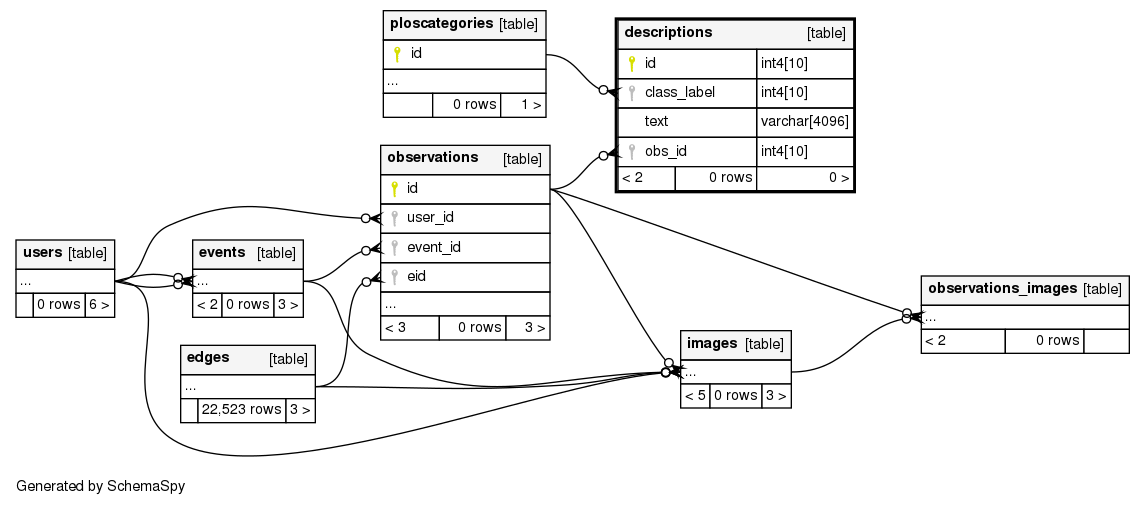 ploscategories [table]
id
...
0 rows 1 >
descriptions [table]
id int4[10]
class_label int4[10]
text varchar[4096]
obs_id int4[10]
< 2 0 rows 0 >
observations [table]
id
user_id
event_id
eid
...
< 3 0 rows 3 >
users [table]
...
0 rows 6 >
events [table]
...
< 2 0 rows 3 >
edges [table]
...
22,523 rows 3 >
images [table]
...
< 5 0 rows 3 >
observations_images [table]
...
< 2 0 rows
Generated by SchemaSpy